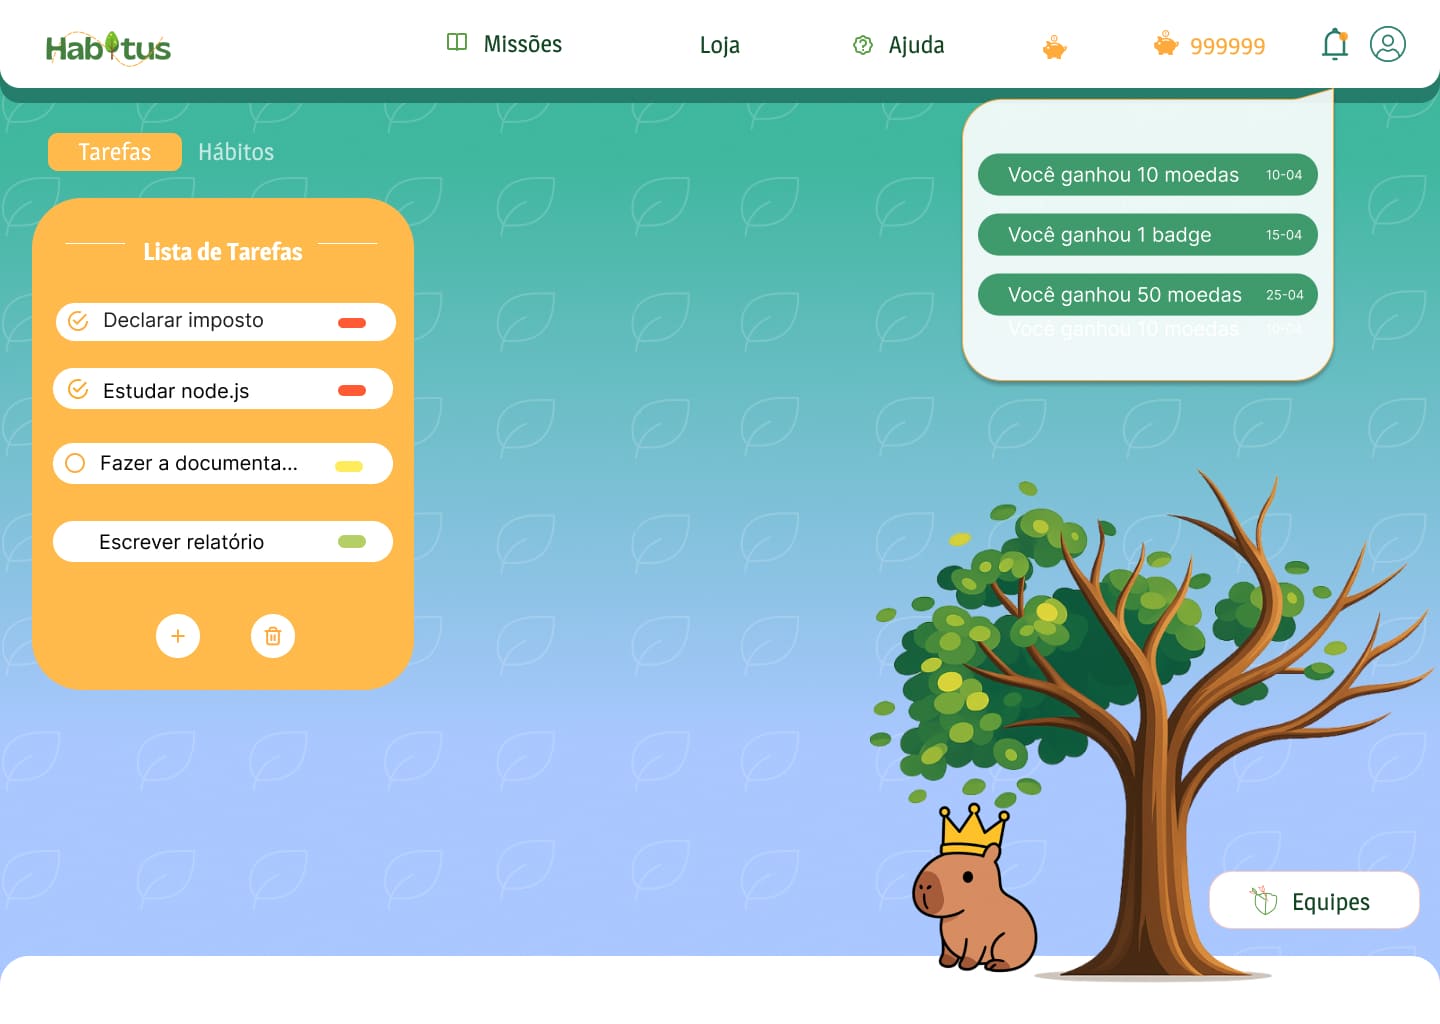 Habitus
Missões
Loja
Ajuda
999999
Tarefas
Hábitos
Você ganhou 10 moedas 10-04
Você ganhou 1 badge 15-04
Você ganhou 50 moedas 25-04
Você ganhou 10 moedas 10-04
Lista de Tarefas
Declarar imposto
Estudar node.js
Fazer a documenta...
Escrever relatório
Equipes